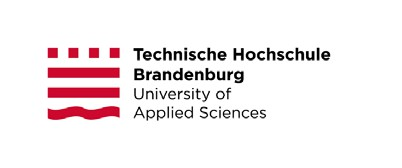 Technische Hochschule
Brandenburg
University of
Applied Sciences